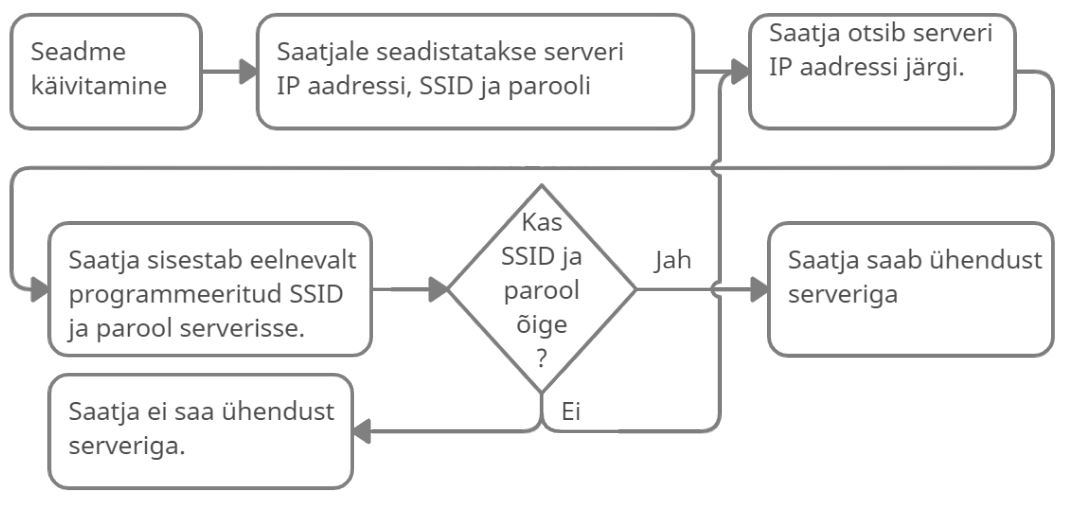 Seadme
käivitamine
Saatjale seadistatakse serveri
IP aadressi, SSID ja parooli
Saatja otsib serveri
IP aadressi järgi.
Saatja sisestab eelnevalt
programmeeritud SSID
ja parool serverisse.
Kas
SSID ja
parool
õige
?
Jah
Saatja saab ühendust
serveriga
Ei
Saatja ei saa ühendust
serveriga.